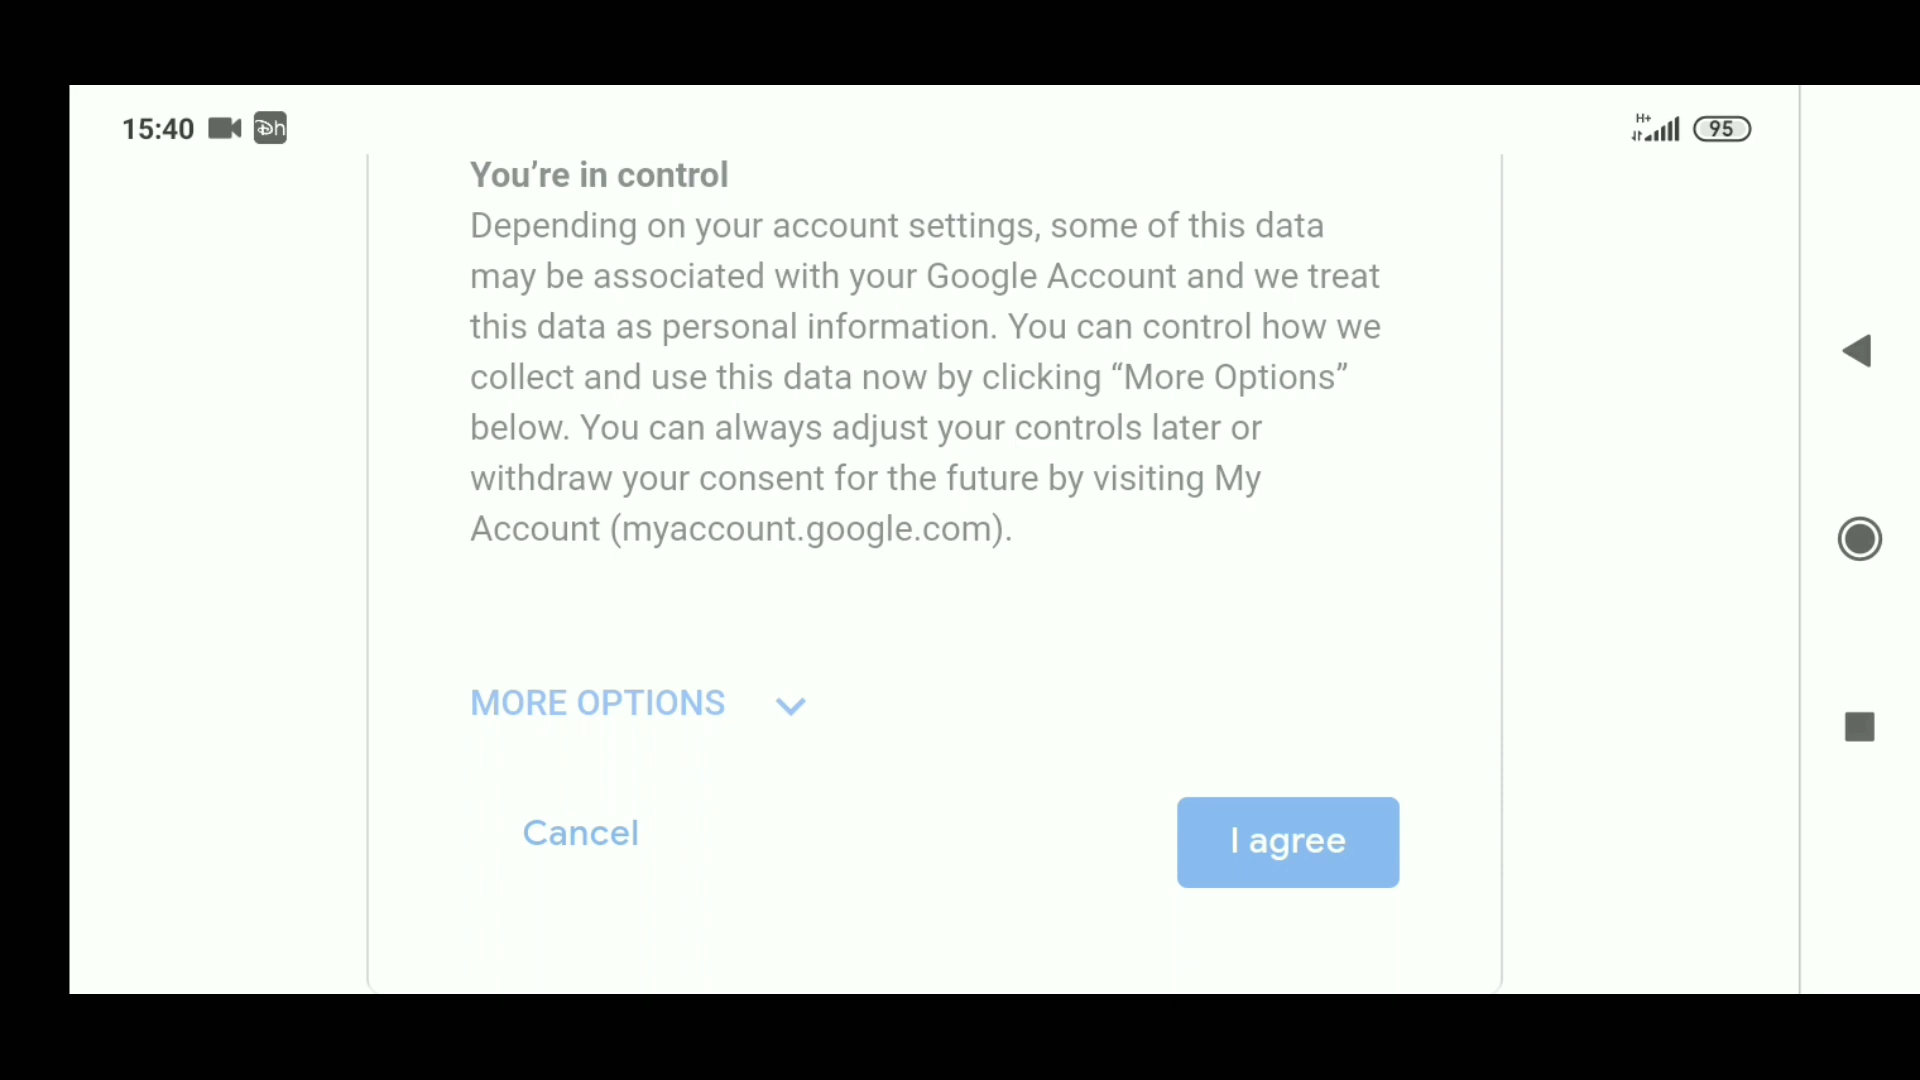 15:40 Dh H+ 95
You’re in control
Depending on your account settings, some of this data
may be associated with your Google Account and we treat
this data as personal information. You can control how we
collect and use this data now by clicking “More Options”
below. You can always adjust your controls later or
withdraw your consent for the future by visiting My
Account (myaccount.google.com).
MORE OPTIONS
Cancel
I agree